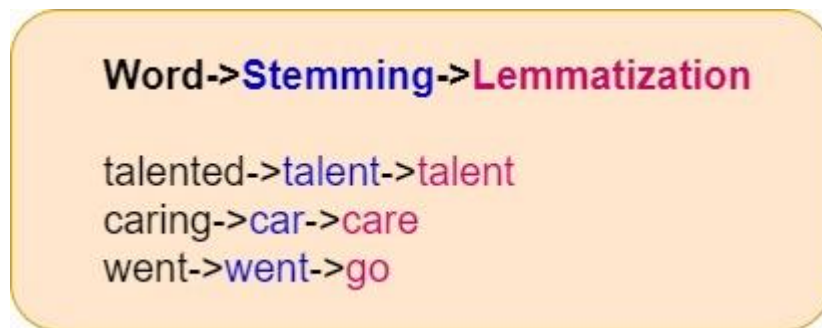 Word->Stemming->Lemmatization
talented->talent->talent
caring->car->care
went->went->go